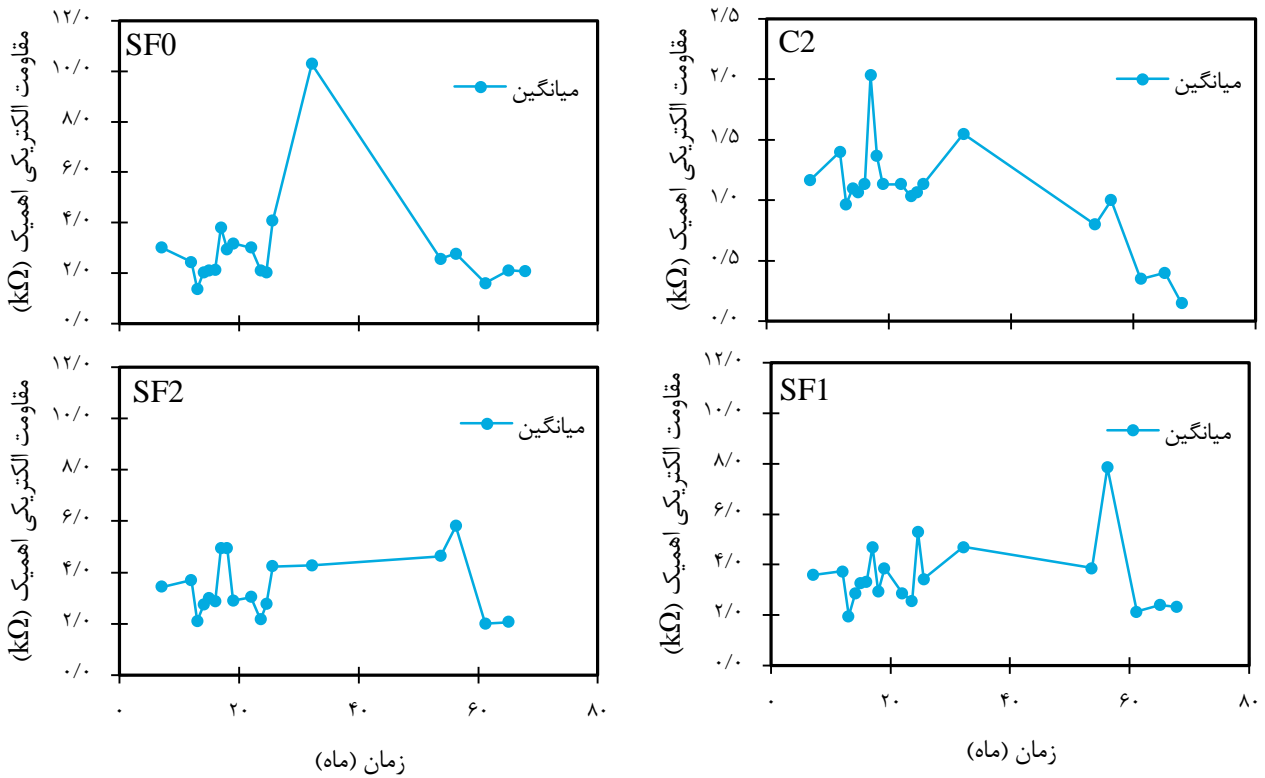 SF0
مقاومت الکتریکی اهمیک (kΩ)
۱۲/۰
۱۰/۰
۸/۰
۶/۰
۴/۰
۲/۰
۰/۰
میانگین
C2
مقاومت الکتریکی اهمیک (kΩ)
۲/۵
۲/۰
۱/۵
۱/۰
۰/۵
۰/۰
میانگین
SF2
مقاومت الکتریکی اهمیک (kΩ)
۱۲/۰
۱۰/۰
۸/۰
۶/۰
۴/۰
۲/۰
۰/۰
میانگین
۰ ۲۰ ۴۰ ۶۰ ۸۰
زمان (ماه)
SF1
مقاومت الکتریکی اهمیک (kΩ)
۱۲/۰
۱۰/۰
۸/۰
۶/۰
۴/۰
۲/۰
۰/۰
میانگین
۰ ۲۰ ۴۰ ۶۰ ۸۰
زمان (ماه)